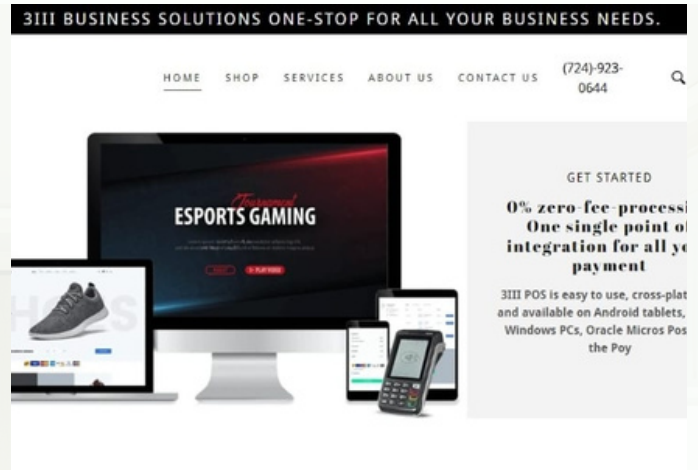 3III BUSINESS SOLUTIONS ONE-STOP FOR ALL YOUR BUSINESS NEEDS.
HOME SHOP SERVICES ABOUT US CONTACT US
(724)-923-
0644
Tournament
ESPORTS GAMING
PLAY VIDEO
GET STARTED
0% zero-fee-processi
One single point of
integration for all yo
payment
3III POS is easy to use, cross-plat
and available on Android tablets,
Windows PCs, Oracle Micros Pos
the Poy